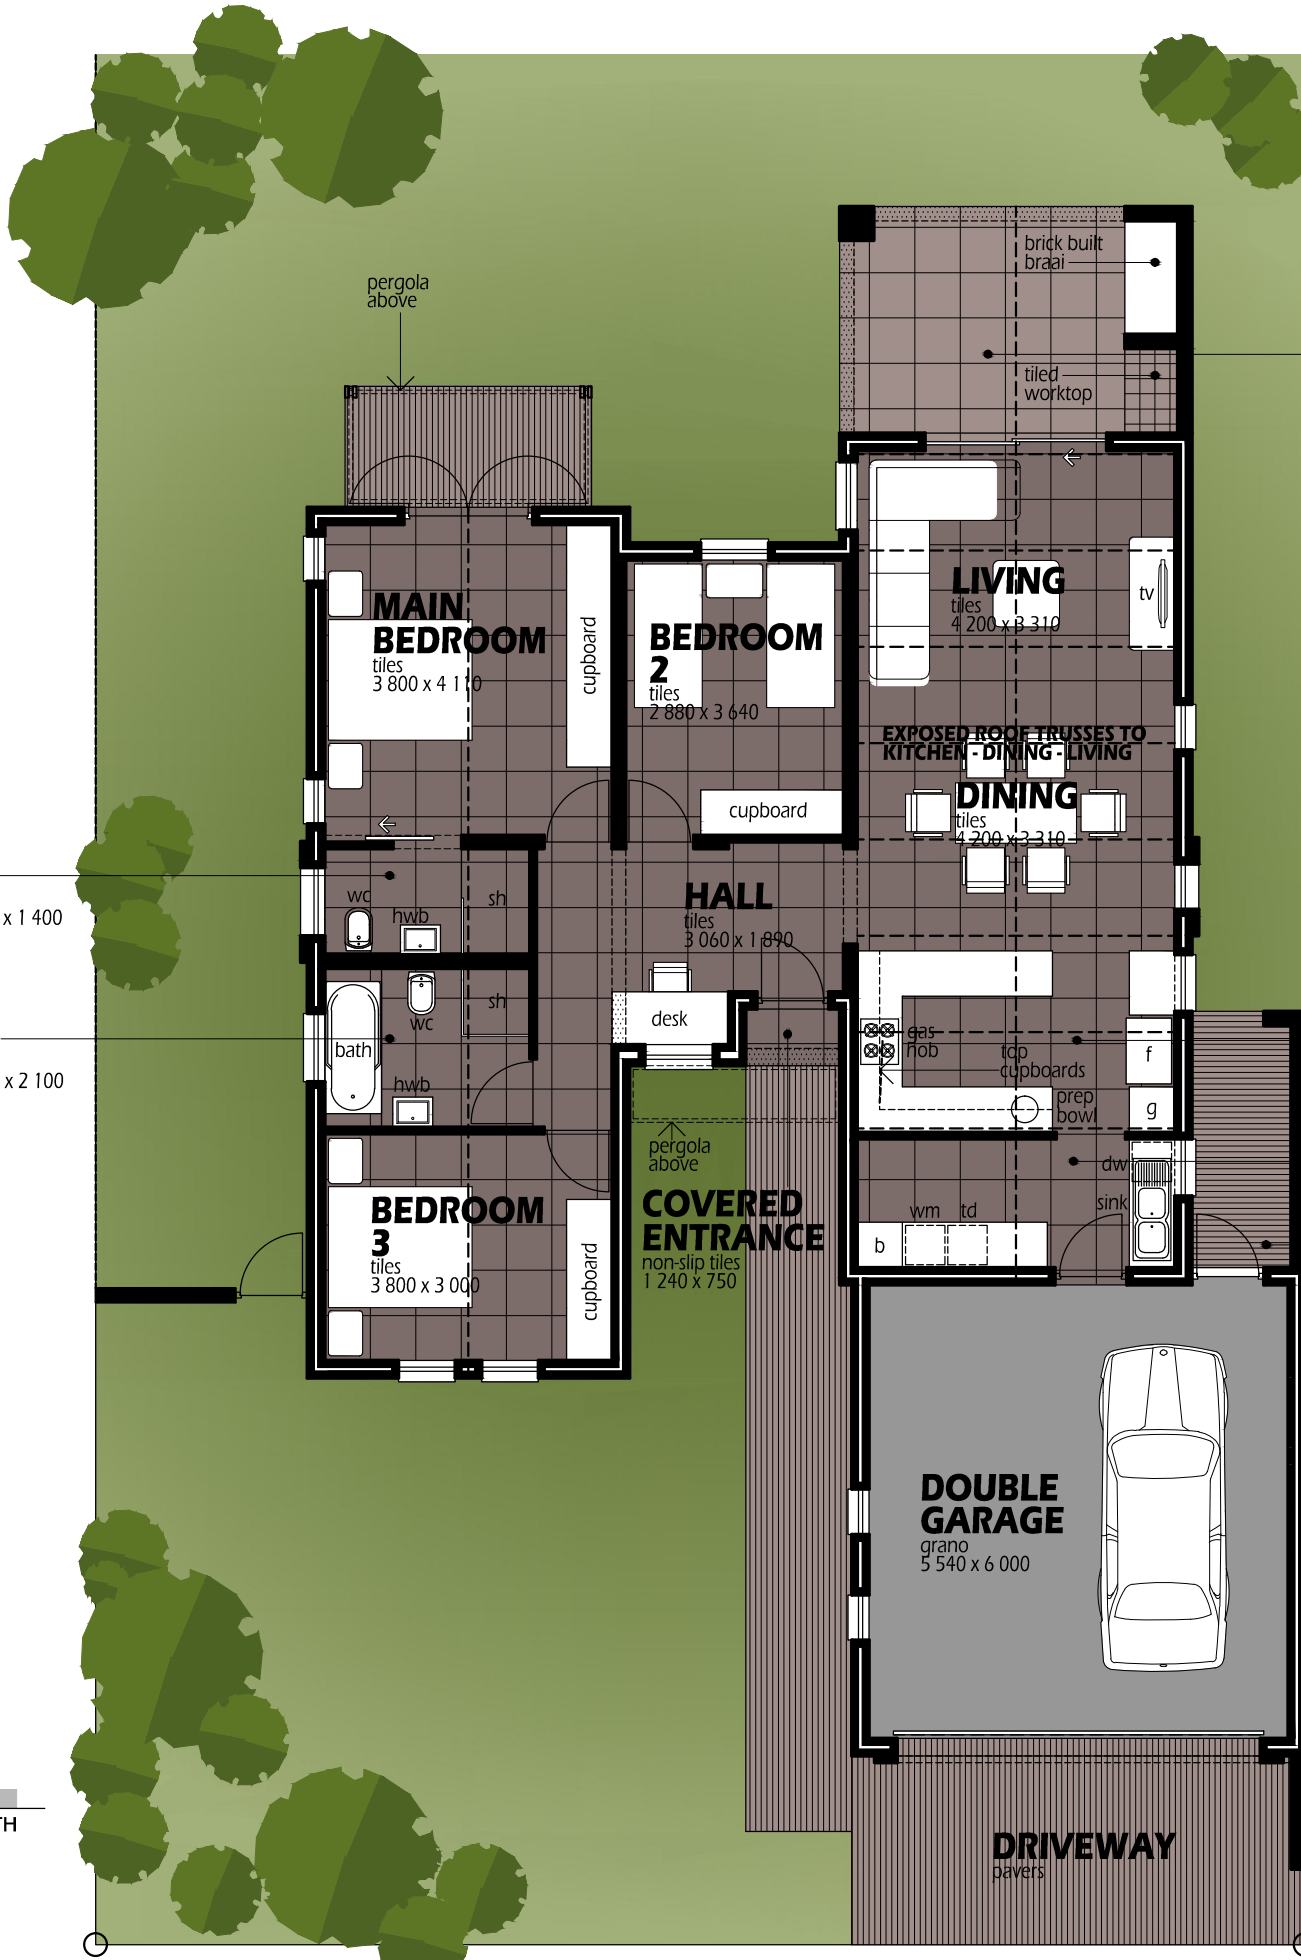 brick built
braai
pergola
above
tiled
worktop
LIVING
tiles
4 200 x 3 310
tv
MAIN
BEDROOM
tiles
3 800 x 4 110
cupboard
BEDROOM
2
tiles
2 880 x 3 640
cupboard
EXPOSED ROOF TRUSSES TO
KITCHEN - DINING - LIVING
DINING
tiles
4 200 x 3 310
x 1 400
wc
hwb
sh
HALL
tiles
3 060 x 1 890
sh
wc
bath
hwb
desk
gas
hob
top
cupboards
f
prep
bowl
g
x 2 100
pergola
above
dw
sink
wm
td
b
COVERED
ENTRANCE
non-slip tiles
1 240 x 750
BEDROOM
3
tiles
3 800 x 3 000
cupboard
DOUBLE
GARAGE
grano
5 540 x 6 000
TH
DRIVEWAY
pavers